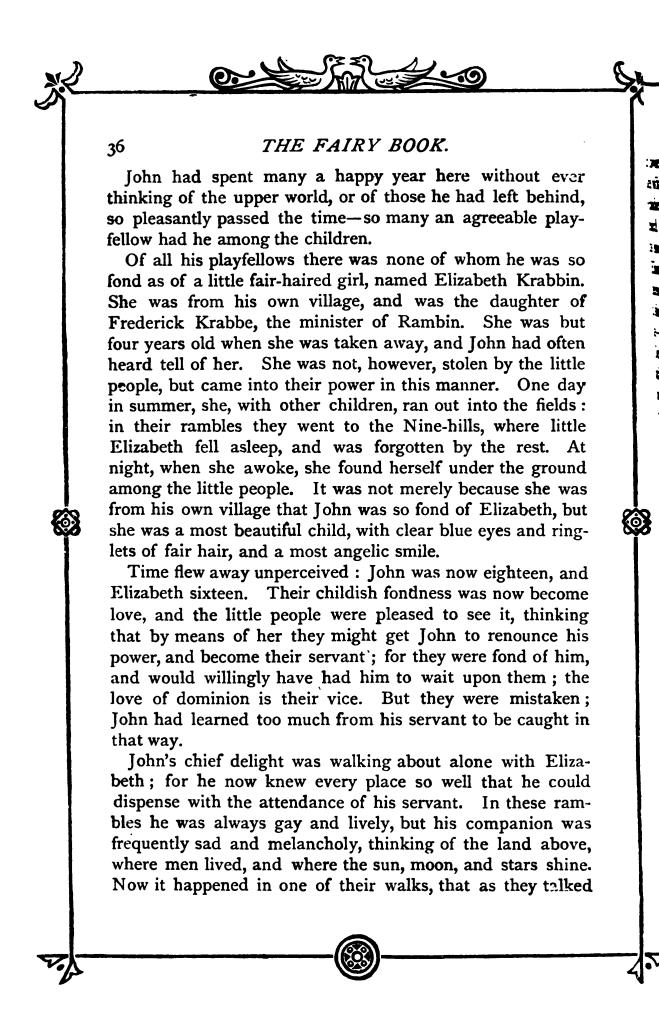 36 THE FAIRY BOOK.
John had spent many a happy year here without ever
thinking of the upper world, or of those he had left behind,
so pleasantly passed the time—so many an agreeable play-
fellow had he among the children.
Of all his playfellows there was none of whom he was so
fond as of a little fair-haired girl, named Elizabeth Krabbin.
She was from his own village, and was the daughter of
Frederick Krabbe, the minister of Rambin. She was but
four years old when she was taken away, and John had often
heard tell of her. She was not, however, stolen by the little
people, but came into their power in this manner. One day
in summer, she, with other children, ran out into the fields :
in their rambles they went to the Nine-hills, where little
Elizabeth fell asleep, and was forgotten by the rest. At
night, when she awoke, she found herself under the ground
among the little people. It was not merely because she was
from his own village that John was so fond of Elizabeth, but
she was a most beautiful child, with clear blue eyes and ring-
lets of fair hair, and a most angelic smile.
Time flew away unperceived : John was now eighteen, and
Elizabeth sixteen. Their childish fondness was now become
love, and the little people were pleased to see it, thinking
that by means of her they might get John to renounce his
power, and become their servant ; for they were fond of him,
and would willingly have had him to wait upon them ; the
love of dominion is their vice. But they were mistaken ;
John had learned too much from his servant to be caught in
that way.
John's chief delight was walking about alone with Eliza-
beth ; for he now knew every place so well that he could
dispense with the attendance of his servant. In these ram-
bles he was always gay and lively, but his companion was
frequently sad and melancholy, thinking of the land above,
where men lived, and where the sun, moon, and stars shine.
Now it happened in one of their walks, that as they talked